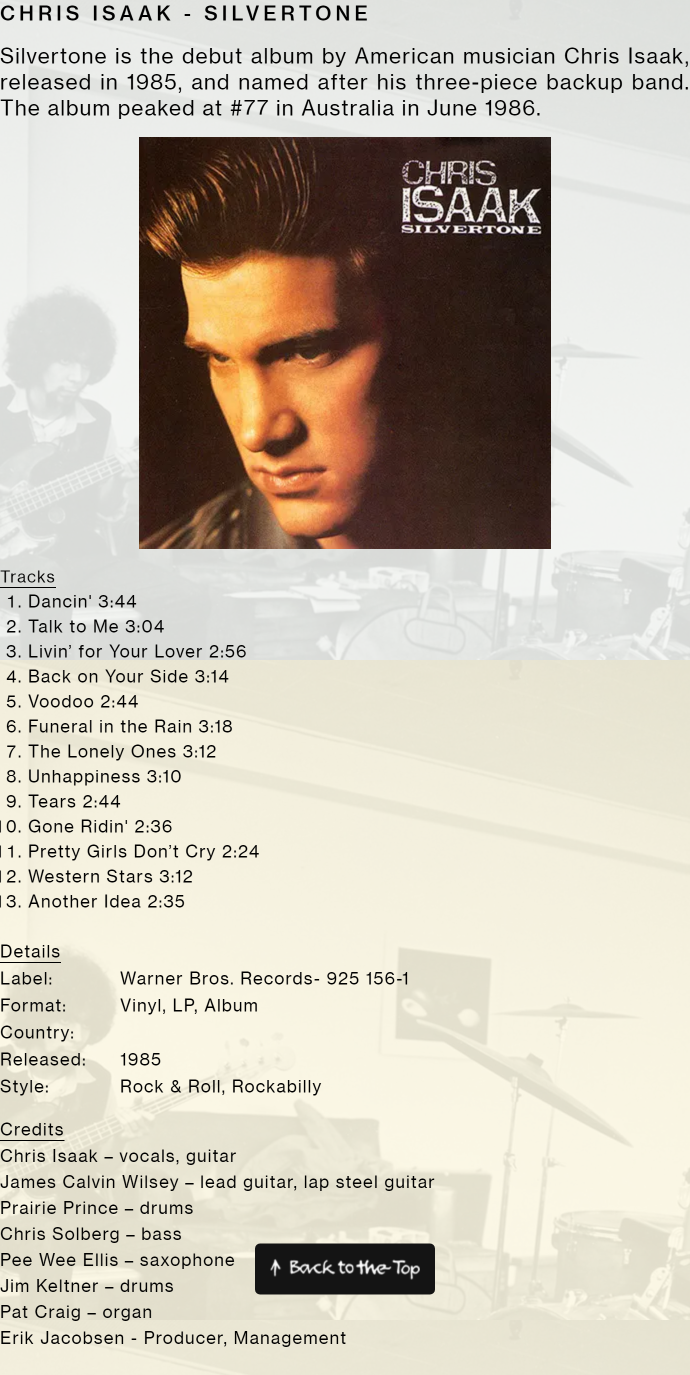 CHRIS ISAAK - SILVERTONE
Silvertone is the debut album by American musician Chris Isaak,
released in 1985, and named after his three-piece backup band.
The album peaked at #77 in Australia in June 1986.
CHRIS
ISAAK
SILVERTONE
Tracks
1. Dancin' 3:44
2. Talk to Me 3:04
3. Livin’ for Your Lover 2:56
4. Back on Your Side 3:14
5. Voodoo 2:44
6. Funeral in the Rain 3:18
7. The Lonely Ones 3:12
8. Unhappiness 3:10
9. Tears 2:44
10. Gone Ridin' 2:36
11. Pretty Girls Don’t Cry 2:24
12. Western Stars 3:12
13. Another Idea 2:35
Details
Label: Warner Bros. Records- 925 156-1
Format: Vinyl, LP, Album
Country:
Released: 1985
Style: Rock & Roll, Rockabilly
Credits
Chris Isaak – vocals, guitar
James Calvin Wilsey – lead guitar, lap steel guitar
Prairie Prince – drums
Chris Solberg – bass
Pee Wee Ellis – saxophone
↑ Back to the Top
Jim Keltner – drums
Pat Craig – organ
Erik Jacobsen - Producer, Management